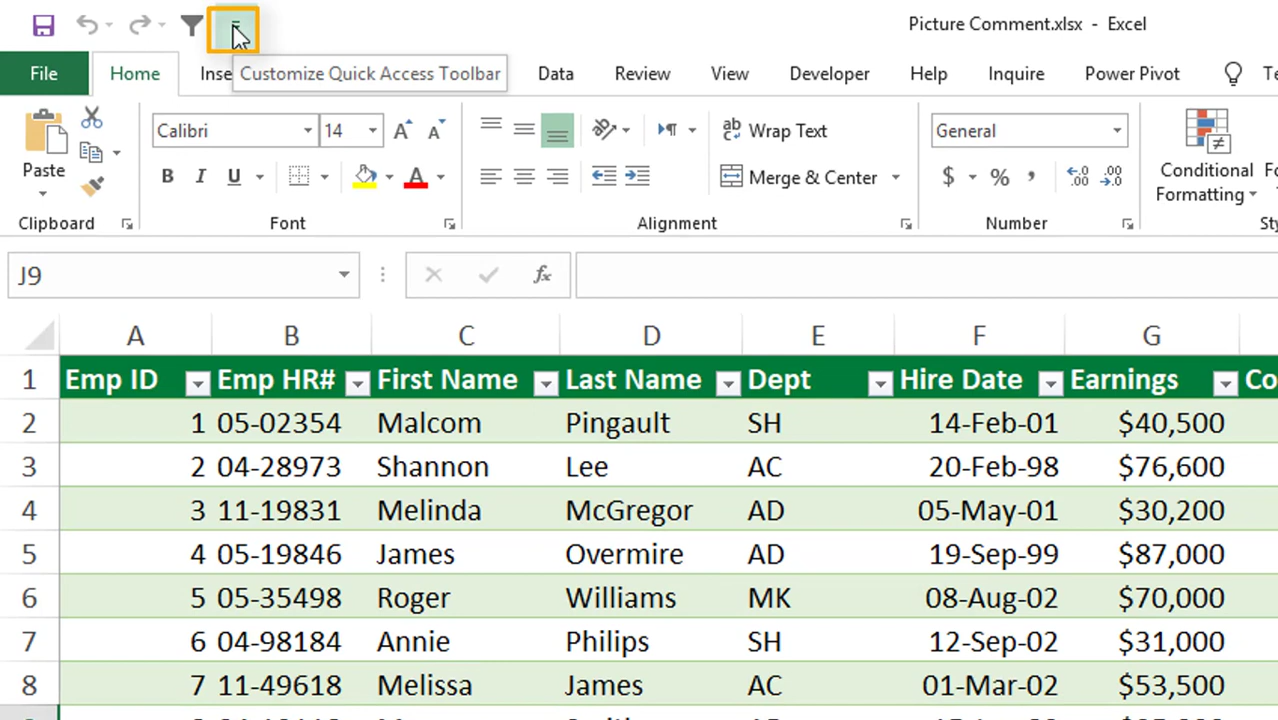 Picture Comment.xlsx - Excel
File Home Inse Data Review View Developer Help Inquire Power Pivot
Customize Quick Access Toolbar
Calibri 14 Wrap Text General
Paste B I U Merge & Center $ % , Conditional
Formatting
Clipboard Font Alignment Number
J9 fx
A B C D E F G
1 Emp ID Emp HR# First Name Last Name Dept Hire Date Earnings Co
2 1 05-02354 Malcom Pingault SH 14-Feb-01 $40,500
3 2 04-28973 Shannon Lee AC 20-Feb-98 $76,600
4 3 11-19831 Melinda McGregor AD 05-May-01 $30,200
5 4 05-19846 James Overmire AD 19-Sep-99 $87,000
6 5 05-35498 Roger Williams MK 08-Aug-02 $70,000
7 6 04-98184 Annie Philips SH 12-Sep-02 $31,000
8 7 11-49618 Melissa James AC 01-Mar-02 $53,500